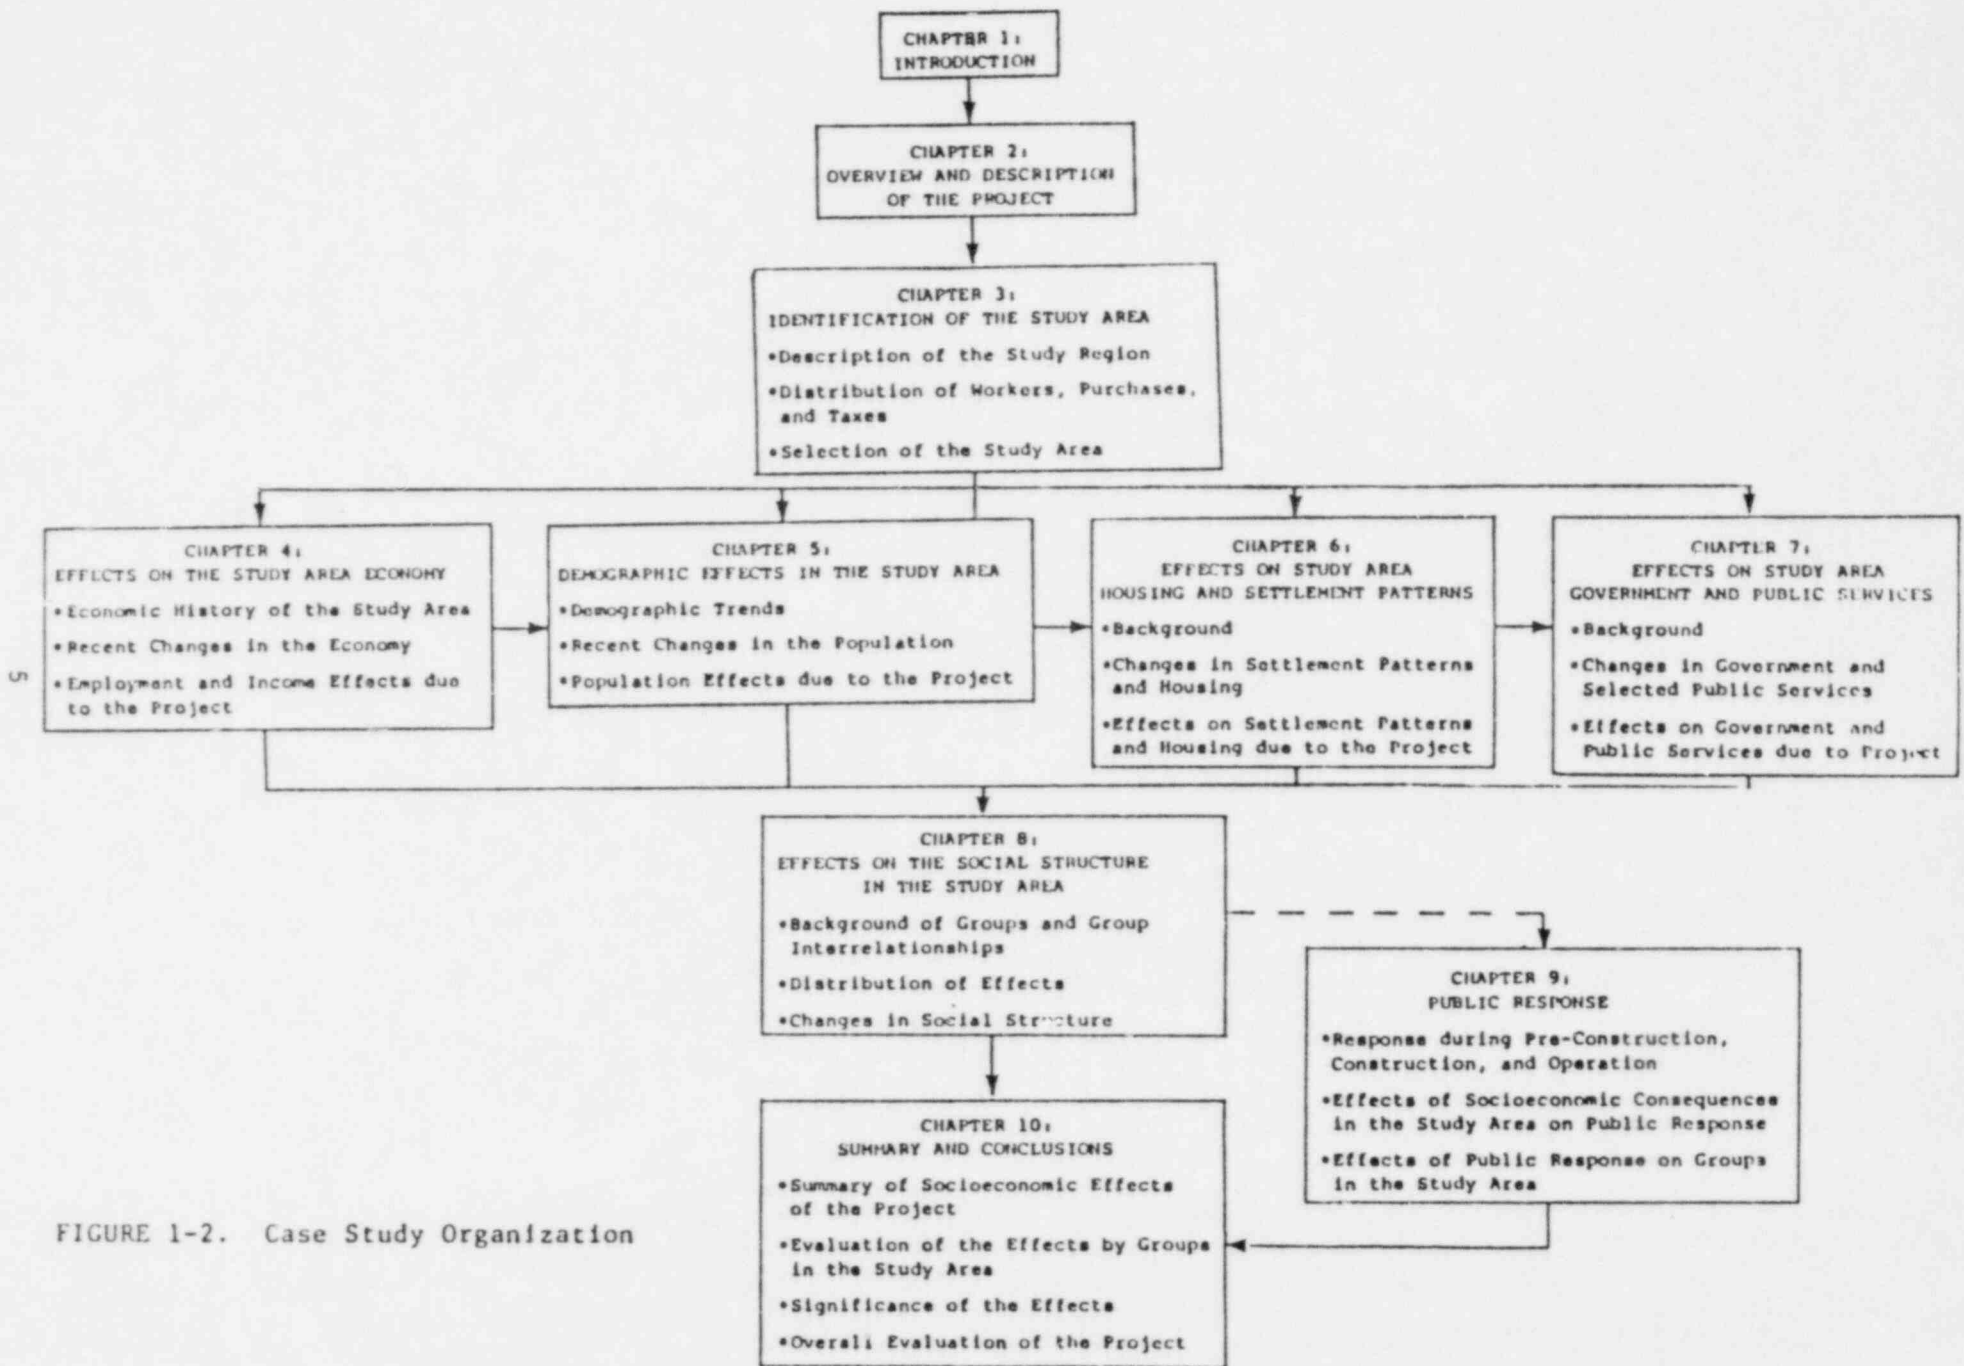 CHAPTER 1:
INTRODUCTION
CHAPTER 2:
OVERVIEW AND DESCRIPTION
OF THE PROJECT
CHAPTER 3:
IDENTIFICATION OF THE STUDY AREA
•Description of the Study Region
•Distribution of Workers, Purchases,
and Taxes
•Selection of the Study Area
CHAPTER 4:
EFFECTS ON THE STUDY AREA ECONOMY
•Economic History of the Study Area
•Recent Changes in the Economy
•Employment and Income Effects due
to the Project
CHAPTER 5:
DEMOGRAPHIC EFFECTS IN THE STUDY AREA
•Demographic Trends
•Recent Changes in the Population
•Population Effects due to the Project
CHAPTER 6:
EFFECTS ON STUDY AREA
HOUSING AND SETTLEMENT PATTERNS
•Background
•Changes in Settlement Patterns
and Housing
•Effects on Settlement Patterns
and Housing due to the Project
CHAPTER 7:
EFFECTS ON STUDY AREA
GOVERNMENT AND PUBLIC SERVICES
•Background
•Changes in Government and
Selected Public Services
•Effects on Government and
Public Services due to Project
5
CHAPTER 8:
EFFECTS ON THE SOCIAL STRUCTURE
IN THE STUDY AREA
•Background of Groups and Group
Interrelationships
•Distribution of Effects
•Changes in Social Structure
CHAPTER 9:
PUBLIC RESPONSE
•Response during Pre-Construction,
Construction, and Operation
•Effects of Socioeconomic Consequences
in the Study Area on Public Response
•Effects of Public Response on Groups
in the Study Area
CHAPTER 10:
SUMMARY AND CONCLUSIONS
•Summary of Socioeconomic Effects
of the Project
•Evaluation of the Effects by Groups
in the Study Area
•Significance of the Effects
•Overall Evaluation of the Project
FIGURE 1-2. Case Study Organization